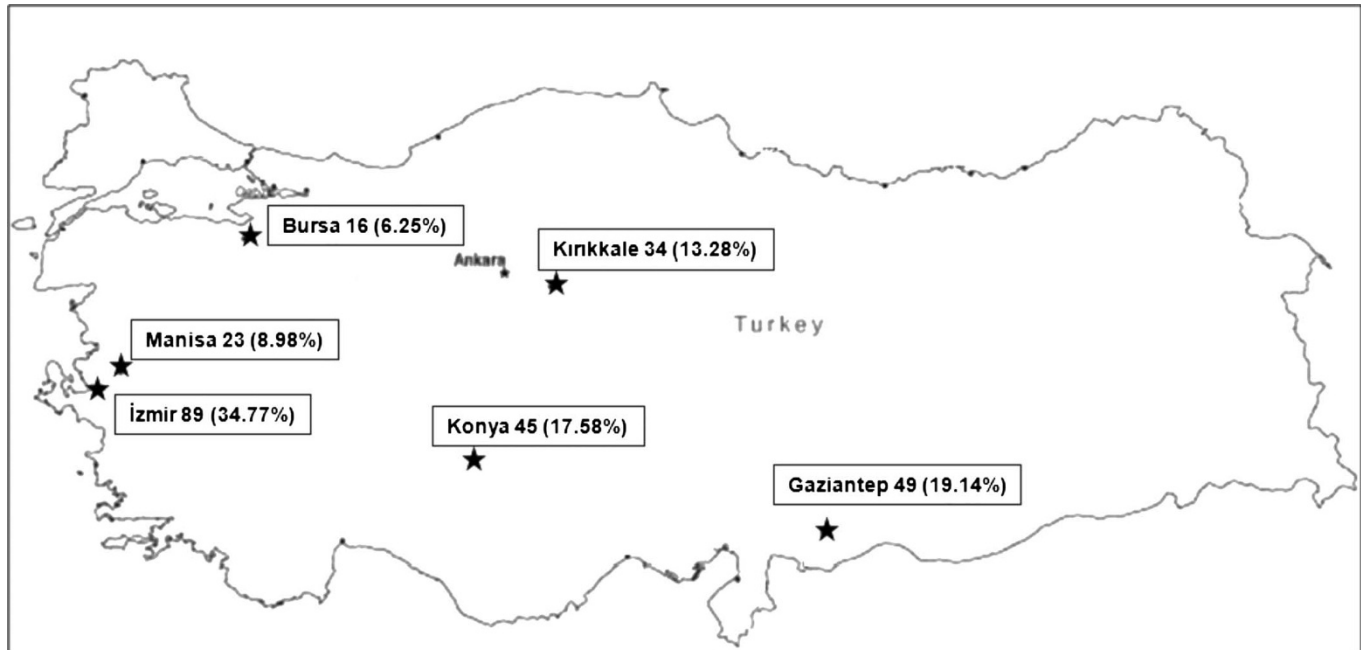 Bursa 16 (6.25%)
Kırıkkale 34 (13.28%)
Ankara
Turkey
Manisa 23 (8.98%)
İzmir 89 (34.77%)
Konya 45 (17.58%)
Gaziantep 49 (19.14%)